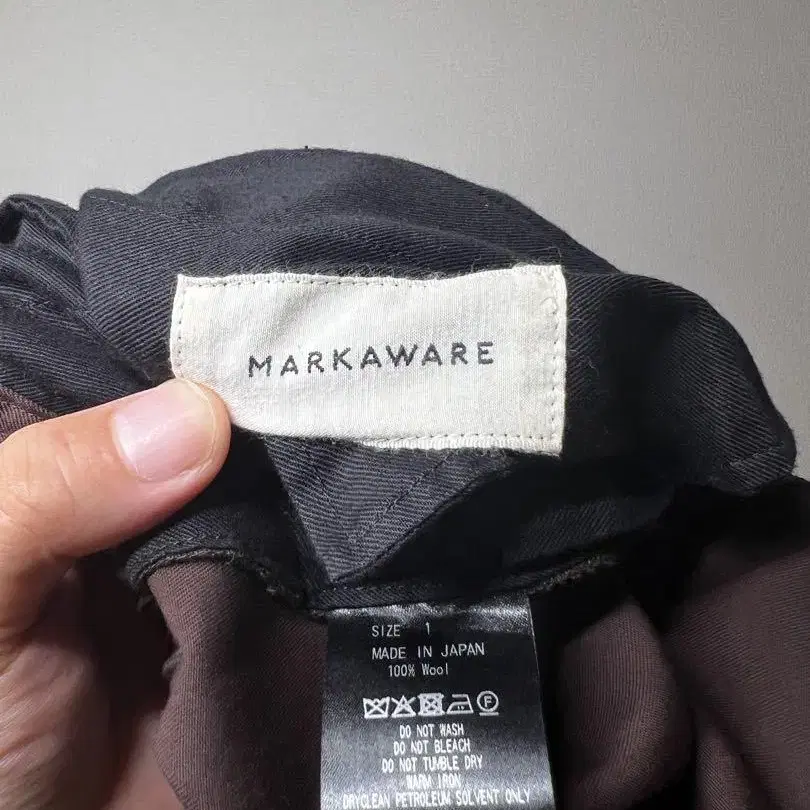 MARKAWARE
SIZE 1
MADE IN JAPAN
100% Wool
DO NOT WASH
DO NOT BLEACH
DO NOT TUMBLE DRY
WARM IRON
DRYCLEAN PETROLEUM SOLVENT ONLY